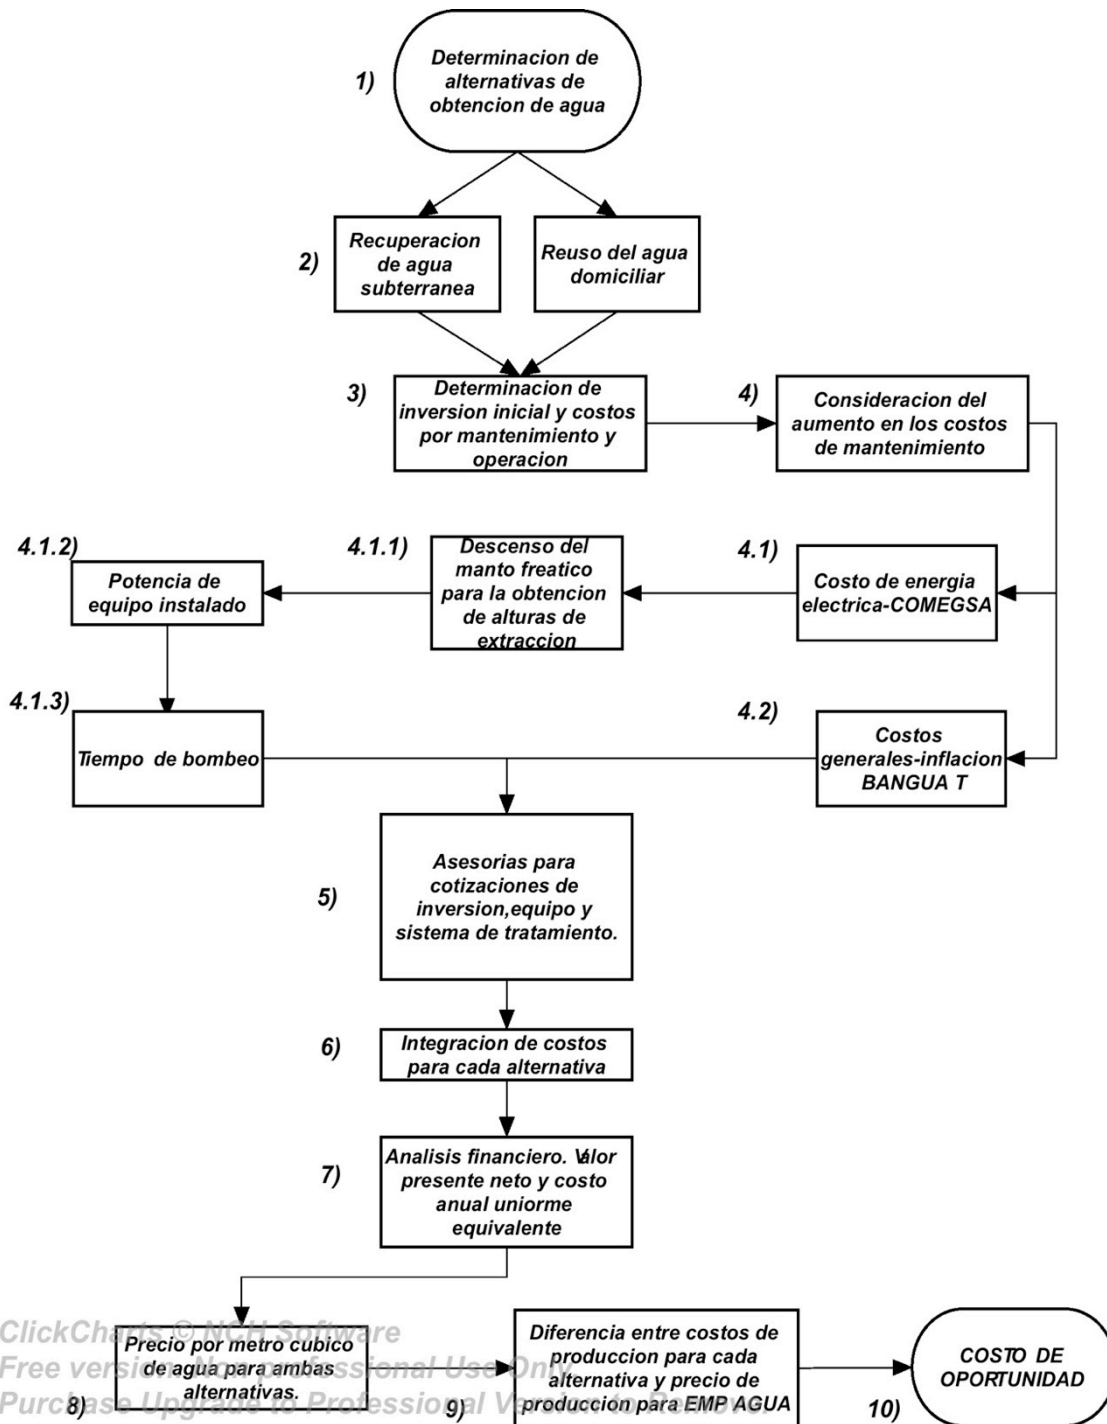 1)
Determinacion de
alternativas de
obtencion de agua
2)
Recuperacion
de agua
subterranea
Reuso del agua
domiciliar
3)
Determinacion de
inversion inicial y costos
por mantenimiento y
operacion
4)
Consideracion del
aumento en los costos
de mantenimiento
4.1)
Costo de energia
electrica-COMEGSA
4.1.1)
Descenso del
manto freatico
para la obtencion
de alturas de
extraccion
4.1.2)
Potencia de
equipo instalado
4.1.3)
Tiempo de bombeo
4.2)
Costos
generales-inflacion
BANGUA T
5)
Asesorias para
cotizaciones de
inversion,equipo y
sistema de tratamiento.
6)
Integracion de costos
para cada alternativa
7)
Analisis financiero. Valor
presente neto y costo
anual uniorme
equivalente
8)
Precio por metro cubico
de agua para ambas
alternativas.
9)
Diferencia entre costos de
produccion para cada
alternativa y precio de
produccion para EMP AGUA
10)
COSTO DE
OPORTUNIDAD
ClickCharts © NCH Software
Free version. Non-professional Use Only.
Purchase Upgrade to Professional Version to Remove.